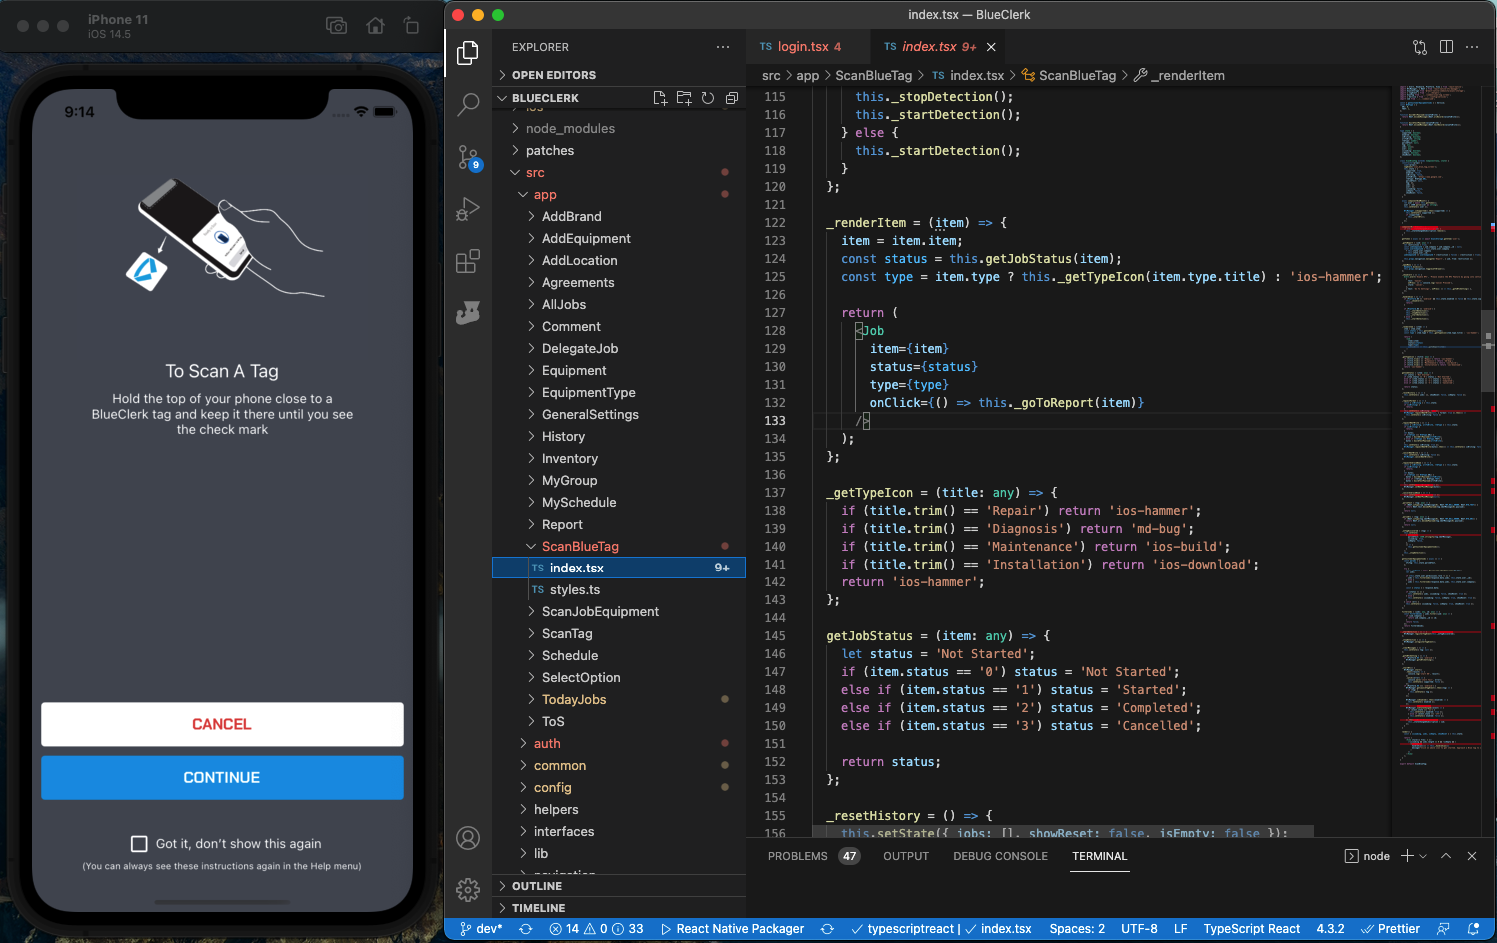 iPhone 11
iOS 14.5
9:14
To Scan A Tag
Hold the top of your phone close to a
BlueClerk tag and keep it there until you see
the check mark
CANCEL
CONTINUE
Got it, don't show this again
(You can always see these instructions again in the Help menu)
index.tsx — BlueClerk
EXPLORER
OPEN EDITORS
BLUECLERK
ios
node_modules
patches
src
app
AddBrand
AddEquipment
AddLocation
Agreements
AllJobs
Comment
DelegateJob
Equipment
EquipmentType
GeneralSettings
History
Inventory
MyGroup
MySchedule
Report
ScanBlueTag
TS index.tsx 9+
TS styles.ts
ScanJobEquipment
ScanTag
Schedule
SelectOption
TodayJobs
ToS
auth
common
config
helpers
interfaces
lib
navigation
OUTLINE
TIMELINE
9
TS login.tsx 4
TS index.tsx 9+
src > app > ScanBlueTag > TS index.tsx > ScanBlueTag > _renderItem
115 this._stopDetection();
116 this._startDetection();
117 } else {
118 this._startDetection();
119 }
120 };
121
122 _renderItem = (item) => {
123 item = item.item;
124 const status = this.getJobStatus(item);
125 const type = item.type ? this._getTypeIcon(item.type.title) : 'ios-hammer';
126
127 return (
128 <Job
129 item={item}
130 status={status}
131 type={type}
132 onClick={() => this._goToReport(item)}
133 />
134 );
135 };
136
137 _getTypeIcon = (title: any) => {
138 if (title.trim() == 'Repair') return 'ios-hammer';
139 if (title.trim() == 'Diagnosis') return 'md-bug';
140 if (title.trim() == 'Maintenance') return 'ios-build';
141 if (title.trim() == 'Installation') return 'ios-download';
142 return 'ios-hammer';
143 };
144
145 getJobStatus = (item: any) => {
146 let status = 'Not Started';
147 if (item.status == '0') status = 'Not Started';
148 else if (item.status == '1') status = 'Started';
149 else if (item.status == '2') status = 'Completed';
150 else if (item.status == '3') status = 'Cancelled';
151
152 return status;
153 };
154
155 _resetHistory = () => {
156 this.setState({ jobs: [], showReset: false, isEmpty: false });
PROBLEMS 47 OUTPUT DEBUG CONSOLE TERMINAL node
dev* 14 0 33 React Native Packager typescriptreact | index.tsx Spaces: 2 UTF-8 LF TypeScript React 4.3.2 Prettier